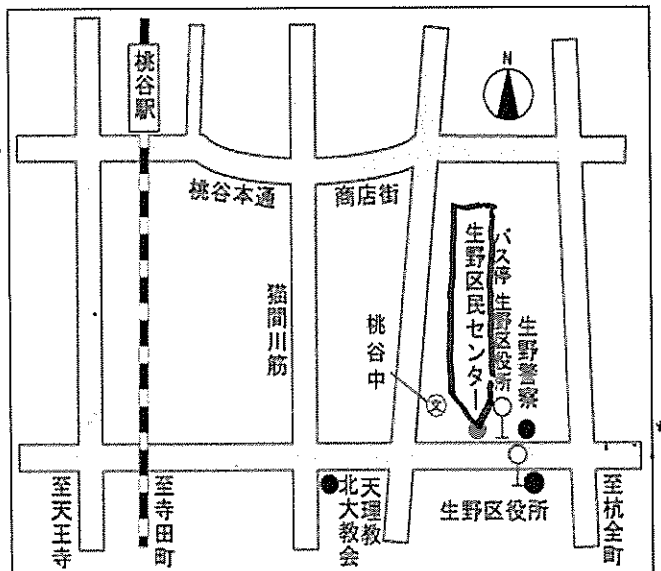 N
桃谷駅
桃谷本通
商店街
猫間川筋
桃谷中
文
生野区民センター
バス停 生野区役所
生野警察
至天王寺
至寺田町
天理教
北大教会
生野区役所
至杭全町